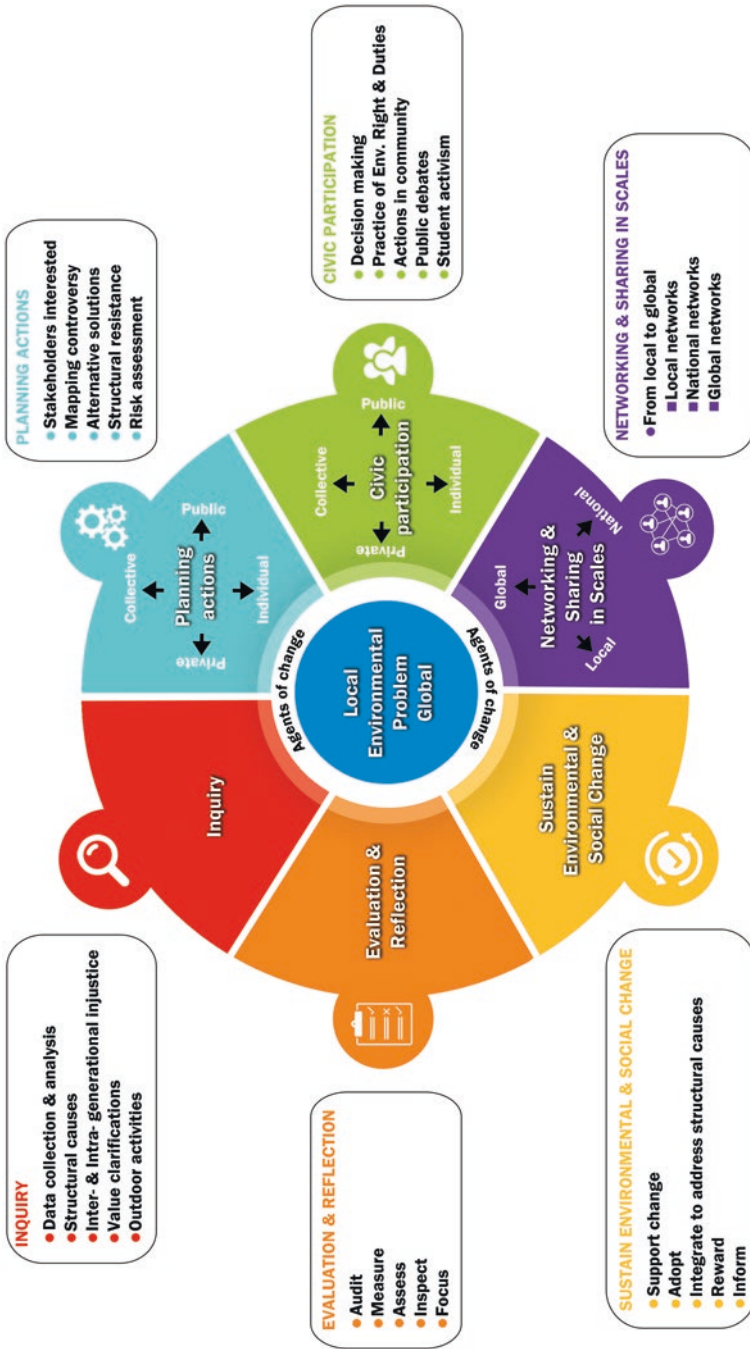 INQUIRY
Data collection & analysis
Structural causes
Inter- & Intra- generational injustice
Value clarifications
Outdoor activities
PLANNING ACTIONS
Stakeholders interested
Mapping controversy
Alternative solutions
Structural resistance
Risk assessment
Inquiry
Collective
Private
Planning
actions
Public
Individual
EVALUATION & REFLECTION
Audit
Measure
Assess
Inspect
Focus
Evaluation &
Reflection
Agents of change
Local
Environmental
Problem
Global
Agents of change
Collective
Private
Civic
participation
Public
Individual
CIVIC PARTICIPATION
Decision making
Practice of Env. Right & Duties
Actions in community
Public debates
Student activism
Sustain
Environmental &
Social Change
Global
Networking &
Sharing
in Scales
Local
National
SUSTAIN ENVIRONMENTAL & SOCIAL CHANGE
Support change
Adopt
Integrate to address structural causes
Reward
Inform
NETWORKING & SHARING IN SCALES
From local to global
Local networks
National networks
Global networks